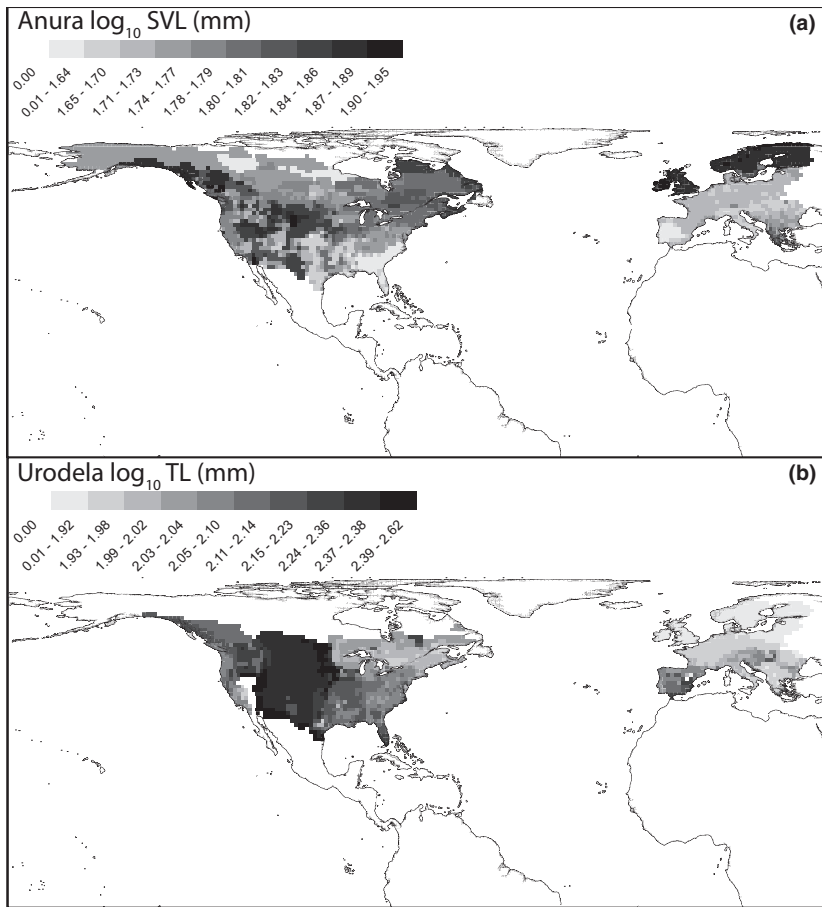 Anura log₁₀ SVL (mm)
(a)
0.00
0.01 - 1.64
1.65 - 1.70
1.71 - 1.73
1.74 - 1.77
1.78 - 1.79
1.80 - 1.81
1.82 - 1.83
1.84 - 1.86
1.87 - 1.89
1.90 - 1.95
Urodela log₁₀ TL (mm)
(b)
0.00
0.01 - 1.92
1.93 - 1.98
1.99 - 2.02
2.03 - 2.04
2.05 - 2.10
2.11 - 2.14
2.15 - 2.23
2.24 - 2.36
2.37 - 2.38
2.39 - 2.62